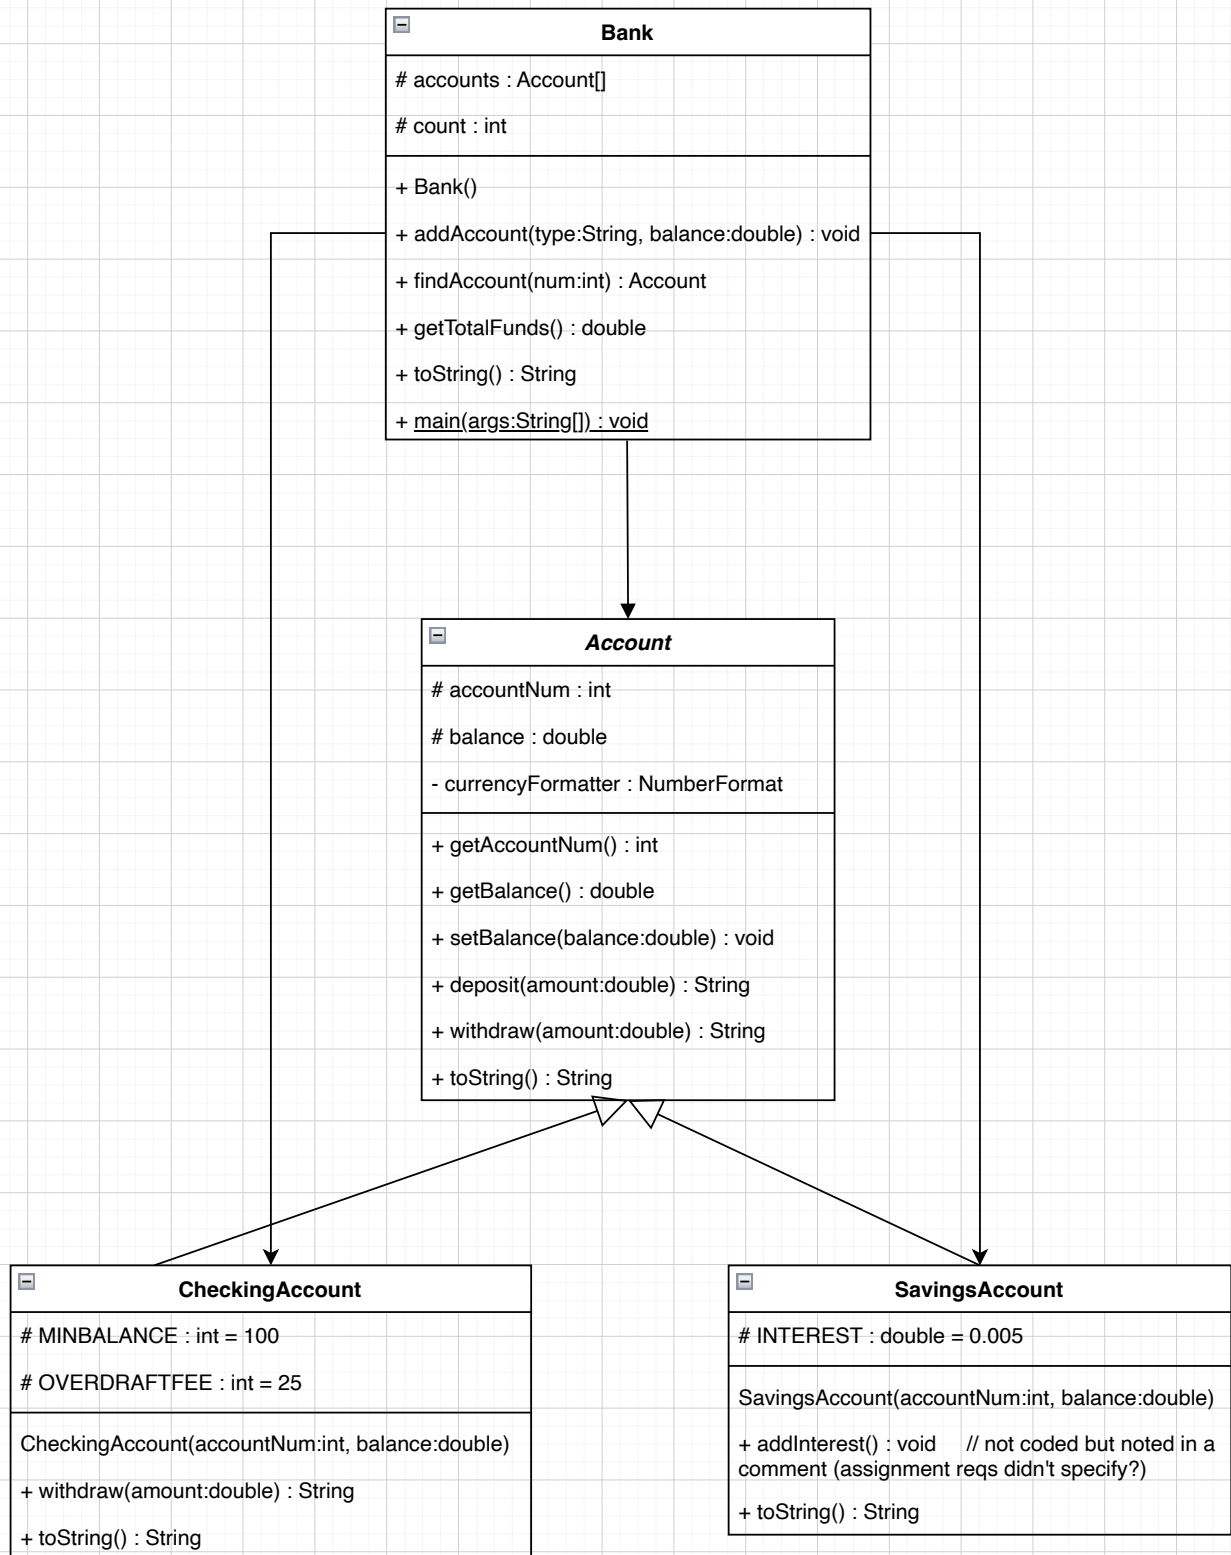 Bank
# accounts : Account[]
# count : int
+ Bank()
+ addAccount(type:String, balance:double) : void
+ findAccount(num:int) : Account
+ getTotalFunds() : double
+ toString() : String
+ main(args:String[]) : void
Account
# accountNum : int
# balance : double
- currencyFormatter : NumberFormat
+ getAccountNum() : int
+ getBalance() : double
+ setBalance(balance:double) : void
+ deposit(amount:double) : String
+ withdraw(amount:double) : String
+ toString() : String
CheckingAccount
# MINBALANCE : int = 100
# OVERDRAFTFEE : int = 25
CheckingAccount(accountNum:int, balance:double)
+ withdraw(amount:double) : String
+ toString() : String
SavingsAccount
# INTEREST : double = 0.005
SavingsAccount(accountNum:int, balance:double)
+ addInterest() : void // not coded but noted in a
comment (assignment reqs didn't specify?)
+ toString() : String